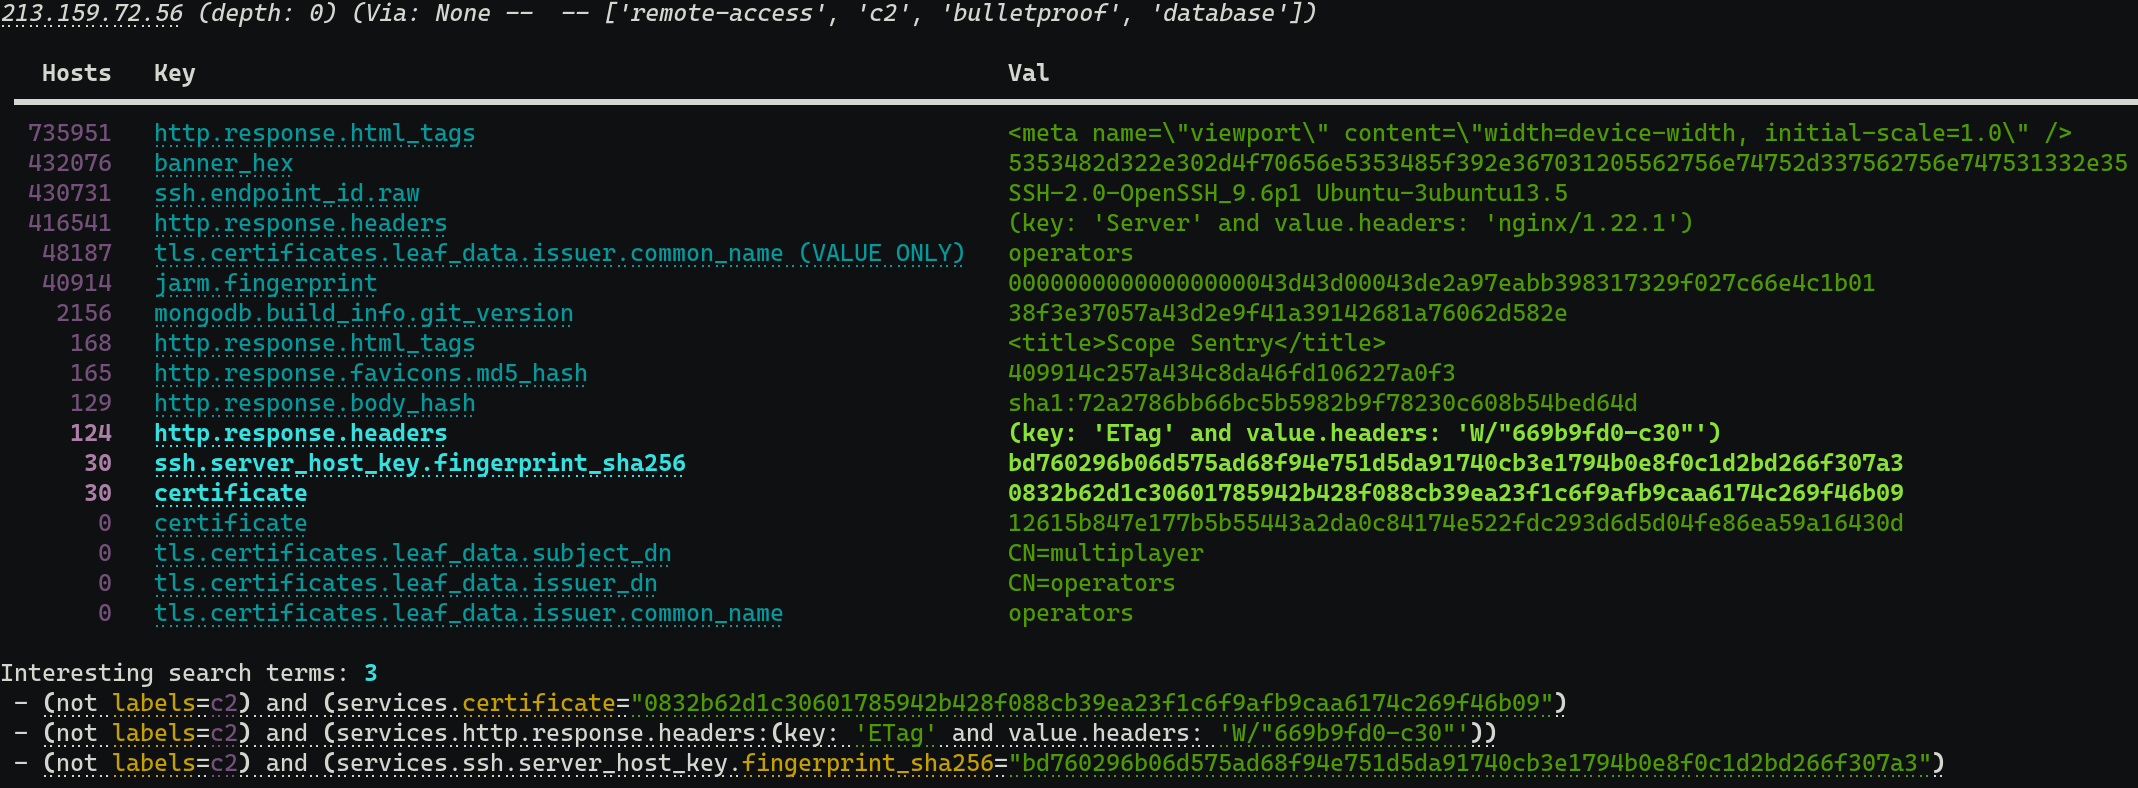 213.159.72.56 (depth: 0) (Via: None --  -- ['remote-access', 'c2', 'bulletproof', 'database'])
Hosts Key Val
735951 http.response.html_tags <meta name=\"viewport\" content=\"width=device-width, initial-scale=1.0\" />
432076 banner_hex 5353482d322e302d4f70656e5353485f392e367031205562756e74752d337562756e747531332e35
430731 ssh.endpoint_id.raw SSH-2.0-OpenSSH_9.6p1 Ubuntu-3ubuntu13.5
416541 http.response.headers (key: 'Server' and value.headers: 'nginx/1.22.1')
48187 tls.certificates.leaf_data.issuer.common_name (VALUE ONLY) operators
40914 jarm.fingerprint 00000000000000000043d43d00043de2a97eabb398317329f027c66e4c1b01
2156 mongodb.build_info.git_version 38f3e37057a43d2e9f41a39142681a76062d582e
168 http.response.html_tags <title>Scope Sentry</title>
165 http.response.favicons.md5_hash 409914c257a434c8da46fd106227a0f3
129 http.response.body_hash sha1:72a2786bb66bc5b5982b9f78230c608b54bed64d
124 http.response.headers (key: 'ETag' and value.headers: 'W/"669b9fd0-c30"')
30 ssh.server_host_key.fingerprint_sha256 bd760296b06d575ad68f94e751d5da91740cb3e1794b0e8f0c1d2bd266f307a3
30 certificate 0832b62d1c30601785942b428f088cb39ea23f1c6f9afb9caa6174c269f46b09
0 certificate 12615b847e177b5b55443a2da0c84174e522fdc293d6d5d04fe86ea59a16430d
0 tls.certificates.leaf_data.subject_dn CN=multiplayer
0 tls.certificates.leaf_data.issuer_dn CN=operators
0 tls.certificates.leaf_data.issuer.common_name operators
Interesting search terms: 3
- (not labels=c2) and (services.certificate="0832b62d1c30601785942b428f088cb39ea23f1c6f9afb9caa6174c269f46b09")
- (not labels=c2) and (services.http.response.headers:(key: 'ETag' and value.headers: 'W/"669b9fd0-c30"'))
- (not labels=c2) and (services.ssh.server_host_key.fingerprint_sha256="bd760296b06d575ad68f94e751d5da91740cb3e1794b0e8f0c1d2bd266f307a3")